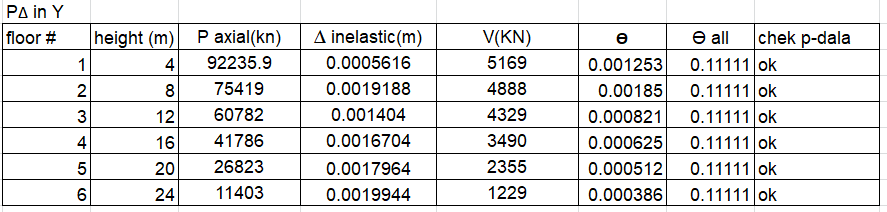 P∆ in Y
floor # height (m) P axial(kn) ∆ inelastic(m) V(KN) ө Ө all chek p-dala
1 4 92235.9 0.0005616 5169 0.001253 0.11111 ok
2 8 75419 0.0019188 4888 0.00185 0.11111 ok
3 12 60782 0.001404 4329 0.000821 0.11111 ok
4 16 41786 0.0016704 3490 0.000625 0.11111 ok
5 20 26823 0.0017964 2355 0.000512 0.11111 ok
6 24 11403 0.0019944 1229 0.000386 0.11111 ok